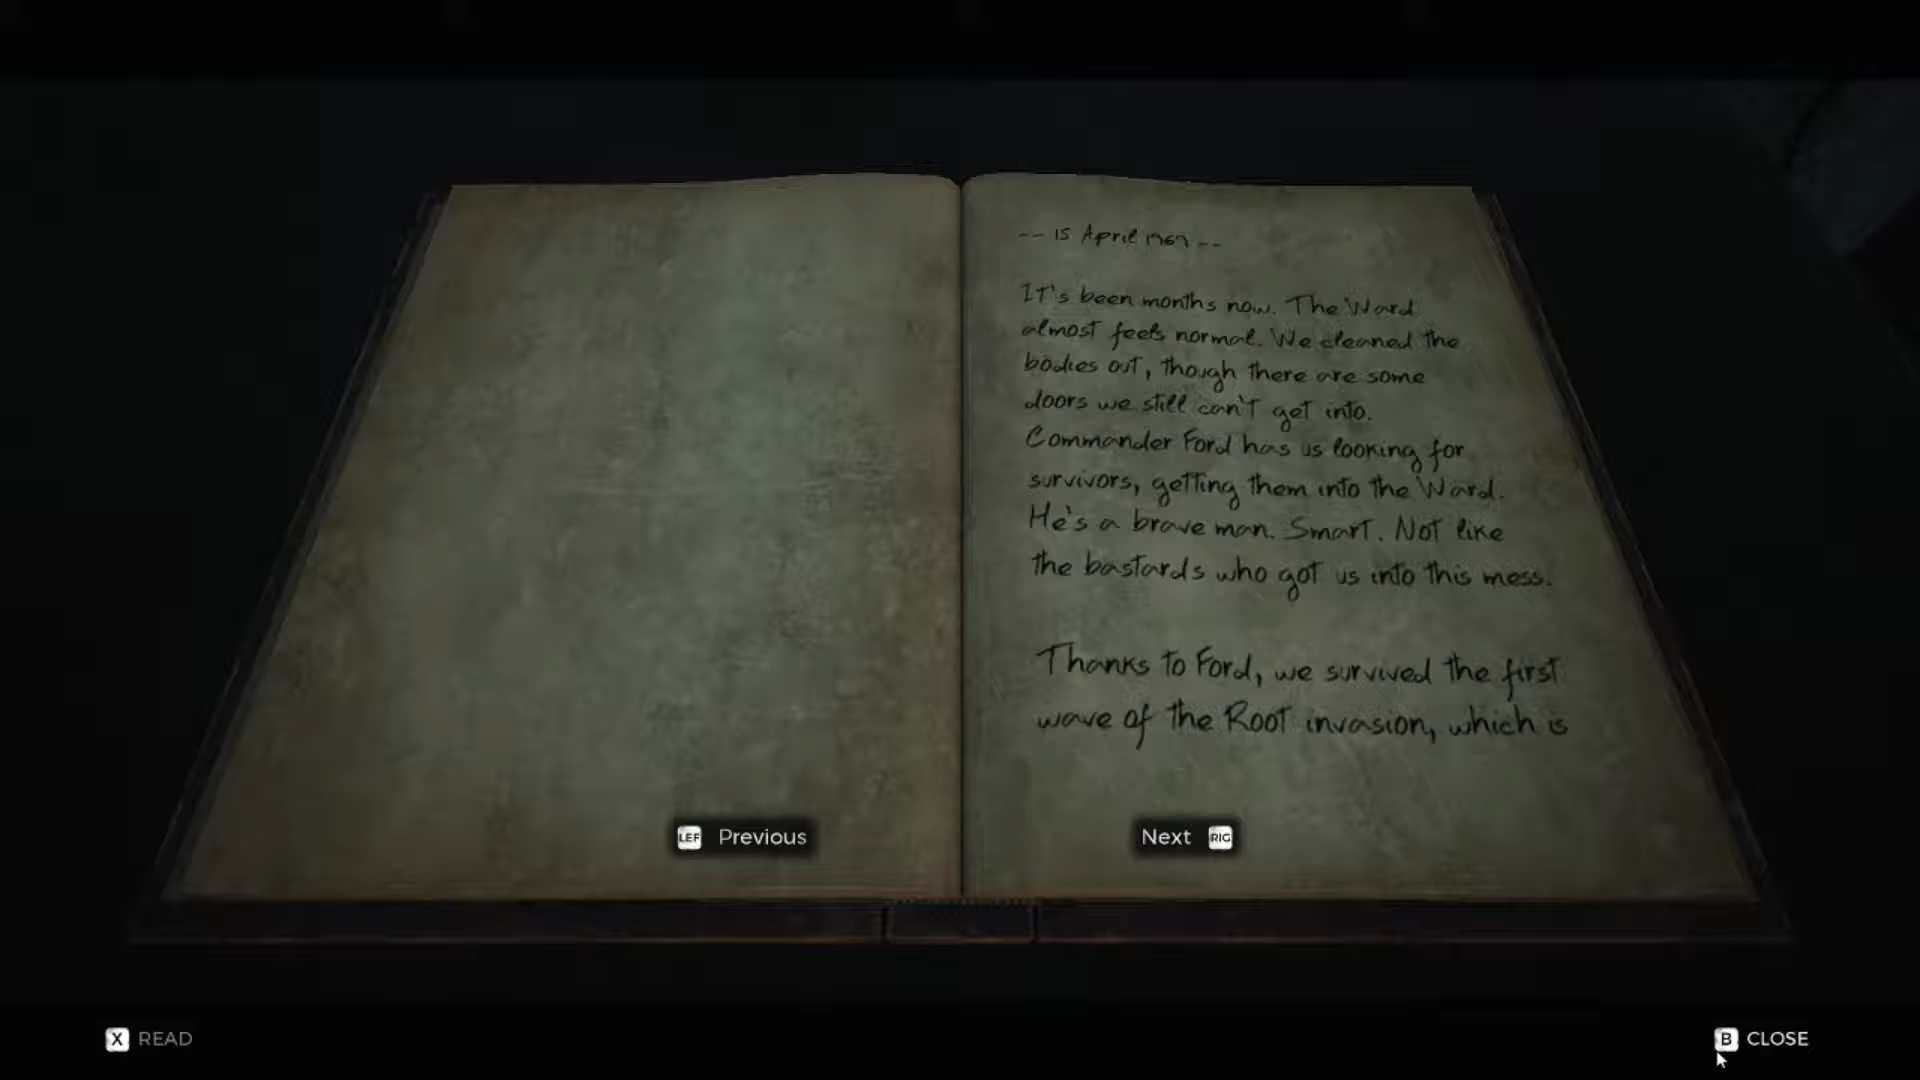 -- 15 April 1969 --
It's been months now. The Ward
almost feels normal. We cleaned the
bodies out, though there are some
doors we still can't get into.
Commander Ford has us looking for
survivors, getting them into the Ward.
He's a brave man. Smart. Not like
the bastards who got us into this mess.
Thanks to Ford, we survived the first
wave of the Root invasion, which is
LEF Previous
Next RIG
X READ
B CLOSE